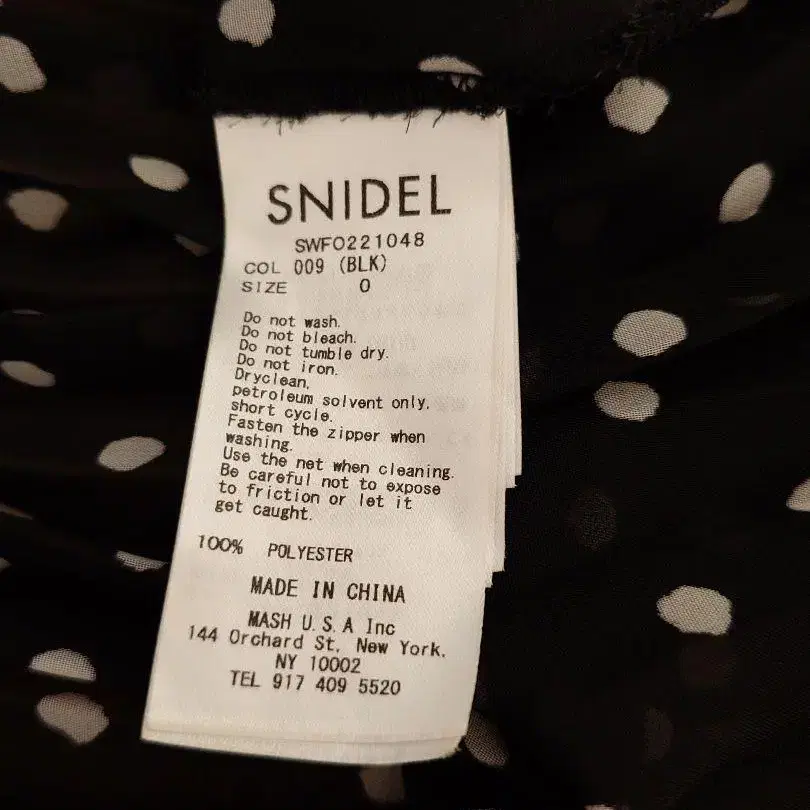 SNIDEL
SWFO221048
COL 009 (BLK)
SIZE 0
Do not wash.
Do not bleach.
Do not tumble dry.
Do not iron.
Dryclean,
petroleum solvent only,
short cycle.
Fasten the zipper when
washing.
Use the net when cleaning.
Be careful not to expose
to friction or let it
get caught.
100% POLYESTER
MADE IN CHINA
MASH U.S.A Inc
144 Orchard St, New York.
NY 10002
TEL 917 409 5520